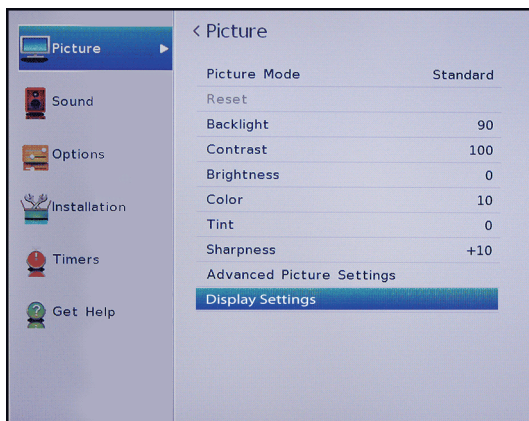 Picture
Sound
Options
Installation
Timers
Get Help
< Picture
Picture Mode Standard
Reset
Backlight 90
Contrast 100
Brightness 0
Color 10
Tint 0
Sharpness +10
Advanced Picture Settings
Display Settings